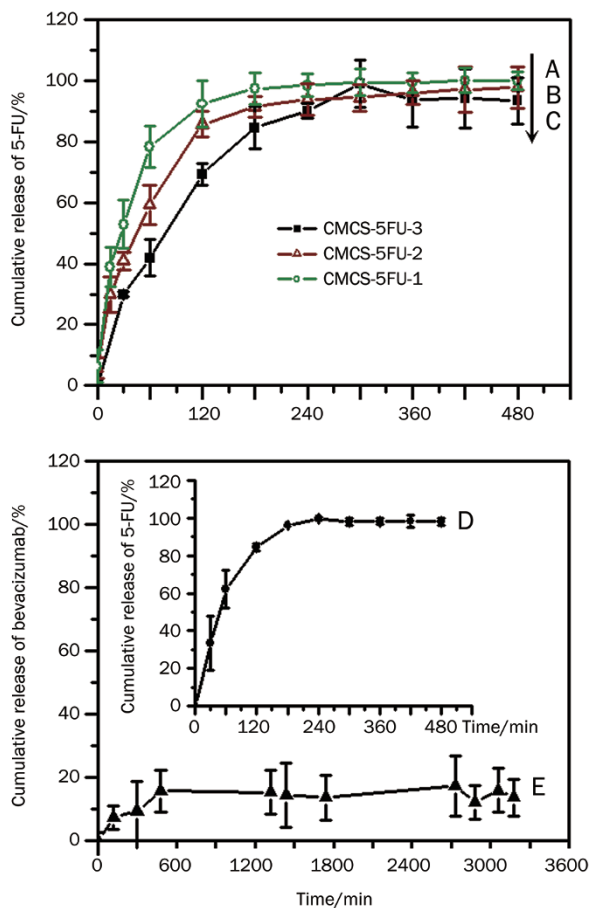 Cumulative release of 5-FU/%
120
100
80
60
40
20
0
A
B
C
CMCS-5FU-3
CMCS-5FU-2
CMCS-5FU-1
0 120 240 360 480
Cumulative release of bevacizumab/%
120
100
80
60
40
20
0
Cumulative release of 5-FU/%
120
100
80
60
40
20
0
D
0 120 240 360 480 Time/min
E
0 600 1200 1800 2400 3000 3600
Time/min